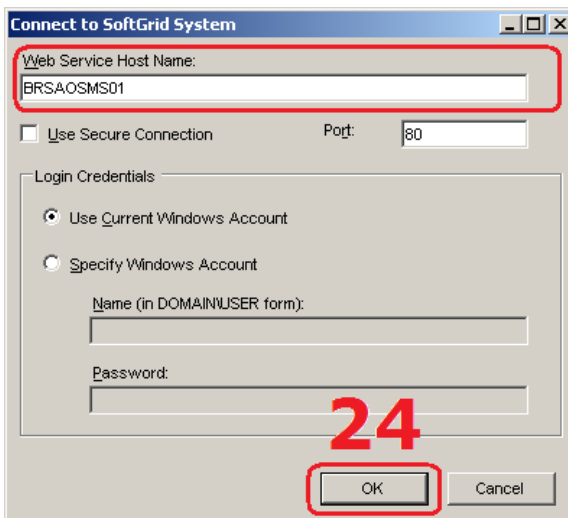 Connect to SoftGrid System
Web Service Host Name:
BRSAOSMS01
Use Secure Connection Port: 80
Login Credentials
Use Current Windows Account
Specify Windows Account
Name (in DOMAIN\USER form):
Password:
24
OK Cancel